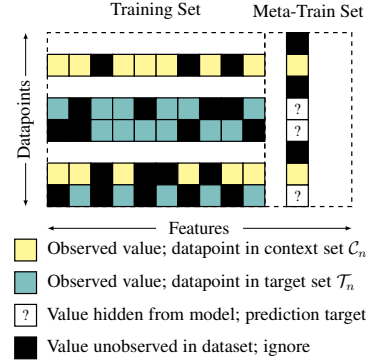 Training Set
Meta-Train Set
Datapoints
?
?
?
Features
Observed value; datapoint in context set 𝒞ₙ
Observed value; datapoint in target set 𝒯ₙ
? Value hidden from model; prediction target
Value unobserved in dataset; ignore